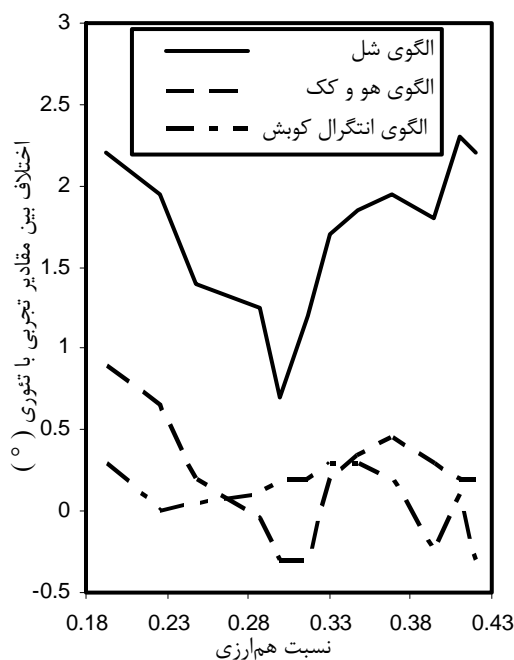 3
2.5
2
1.5
1
0.5
0
-0.5
0.18
0.23
0.28
0.33
0.38
0.43
الگوی شل
الگوی هو و کک
الگوی انتگرال کوبش
اختلاف بین مقادیر تجربی با تئوری ( ° )
نسبت هم‌ارزی